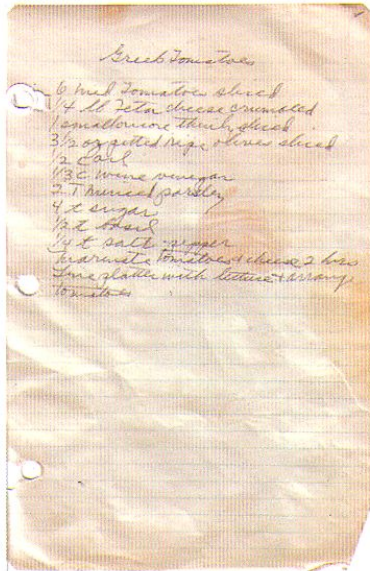 Greek Tomatoes
6 med Tomatoes sliced
1/4 lb Feta cheese crumbled
1 small onion thinly sliced
3 1/2 oz pitted ripe olives sliced
1/2 c oil
1/3 c wine vinegar
2 T minced parsley
4 t sugar
1/2 t basil
1/4 t salt - pepper
Marinate tomatoes + cheese 2 hrs
Line platter with lettuce + arrange
tomatoes